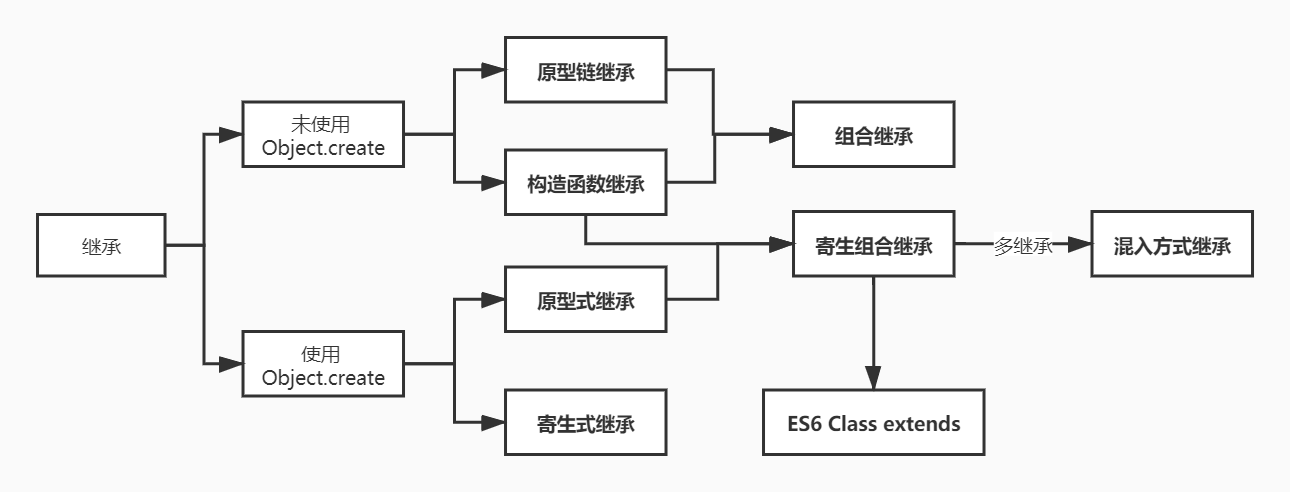 继承
未使用
Object.create
使用
Object.create
原型链继承
构造函数继承
原型式继承
寄生式继承
组合继承
寄生组合继承
多继承
混入方式继承
ES6 Class extends